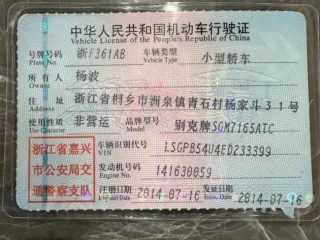 中华人民共和国机动车行驶证
Vehicle License of the People's Republic of China
号牌号码 浙F361AB 车辆类型 小型轿车
Plate No. Vehicle Type
所有人 杨波
Owner
住址 浙江省桐乡市洲泉镇青石村杨家斗31号
Address
使用性质 非营运 品牌型号 别克牌SGM7165ATC
Use Character Model
浙江省嘉兴 车辆识别代号 LSGPB54U4ED233399
VIN
市公安局交 发动机号码 141630059
Engine No.
通警察支队 注册日期 2014-07-16 发证日期 2014-07-16
Register Date Issue Date